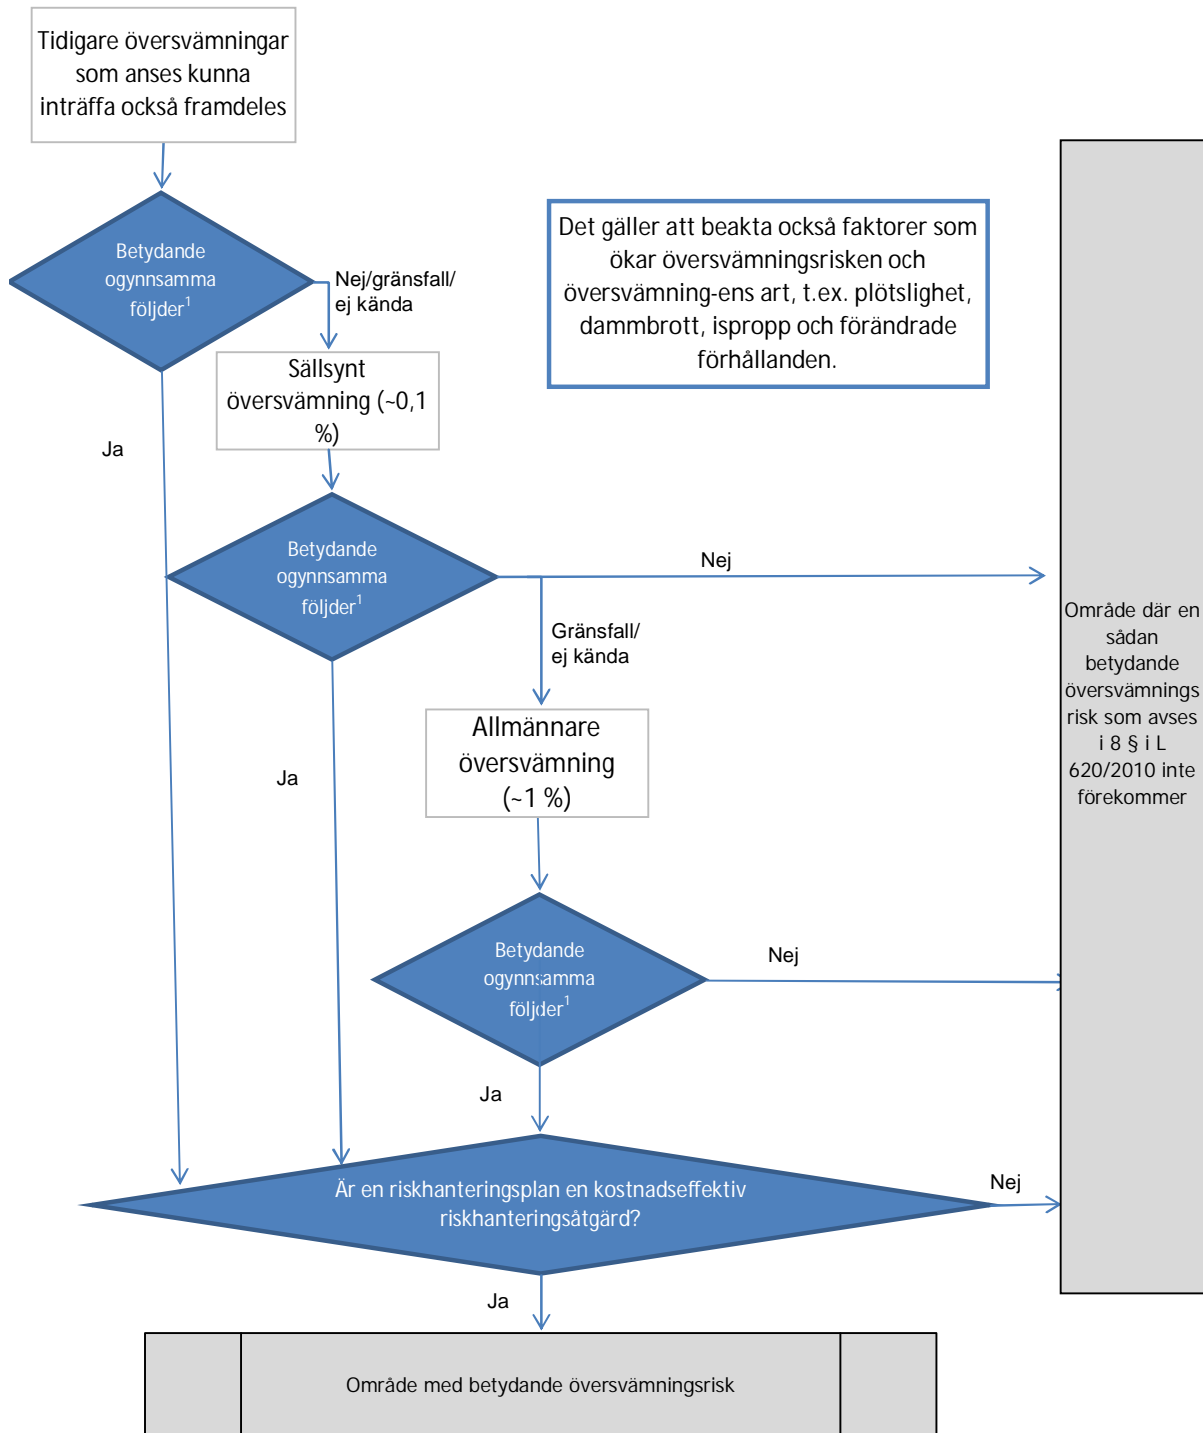 Tidigare översvämningar
som anses kunna
inträffa också framdeles
Betydande
ogynnsamma
följder1
Nej/gränsfall/
ej kända
Det gäller att beakta också faktorer som
ökar översvämningsrisken och
översvämning-ens art, t.ex. plötslighet,
dammbrott, ispropp och förändrade
förhållanden.
Sällsynt
översvämning (~0,1
%)
Ja
Betydande
ogynnsamma
följder1
Nej
Gränsfall/
ej kända
Område där en
sådan
betydande
översvämnings
risk som avses
i 8 § i L
620/2010 inte
förekommer
Allmännare
översvämning
(~1 %)
Ja
Betydande
ogynnsamma
följder1
Nej
Ja
Är en riskhanteringsplan en kostnadseffektiv
riskhanteringsåtgärd?
Nej
Ja
Område med betydande översvämningsrisk